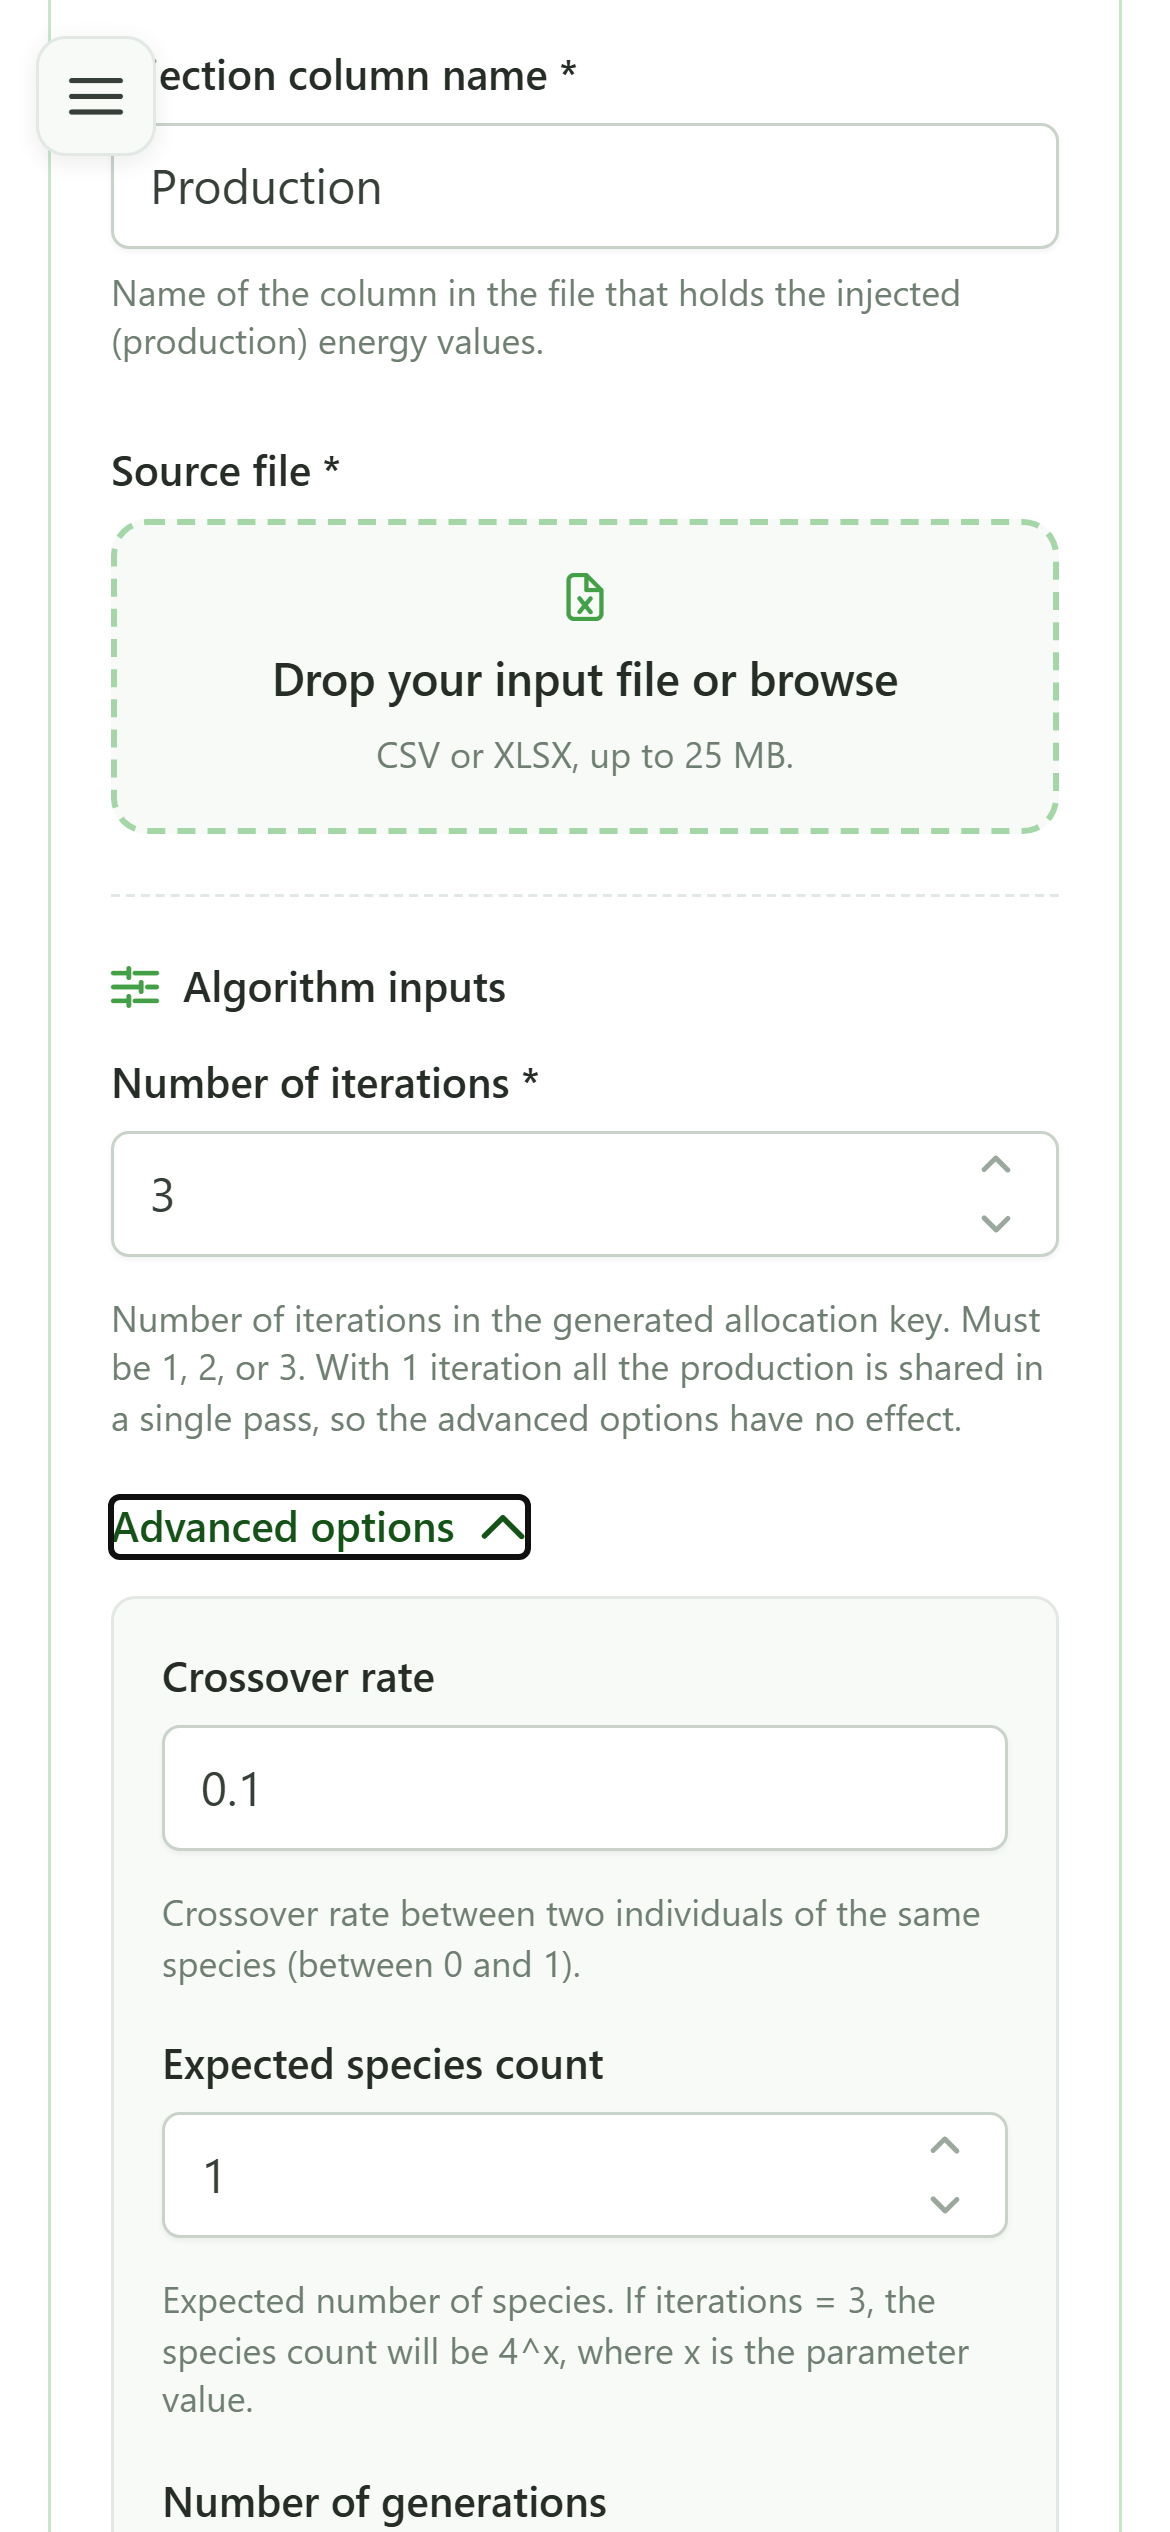 ection column name *
Production
Name of the column in the file that holds the injected
(production) energy values.
Source file *
Drop your input file or browse
CSV or XLSX, up to 25 MB.
Algorithm inputs
Number of iterations *
3
Number of iterations in the generated allocation key. Must
be 1, 2, or 3. With 1 iteration all the production is shared in
a single pass, so the advanced options have no effect.
Advanced options
Crossover rate
0.1
Crossover rate between two individuals of the same
species (between 0 and 1).
Expected species count
1
Expected number of species. If iterations = 3, the
species count will be 4^x, where x is the parameter
value.
Number of generations